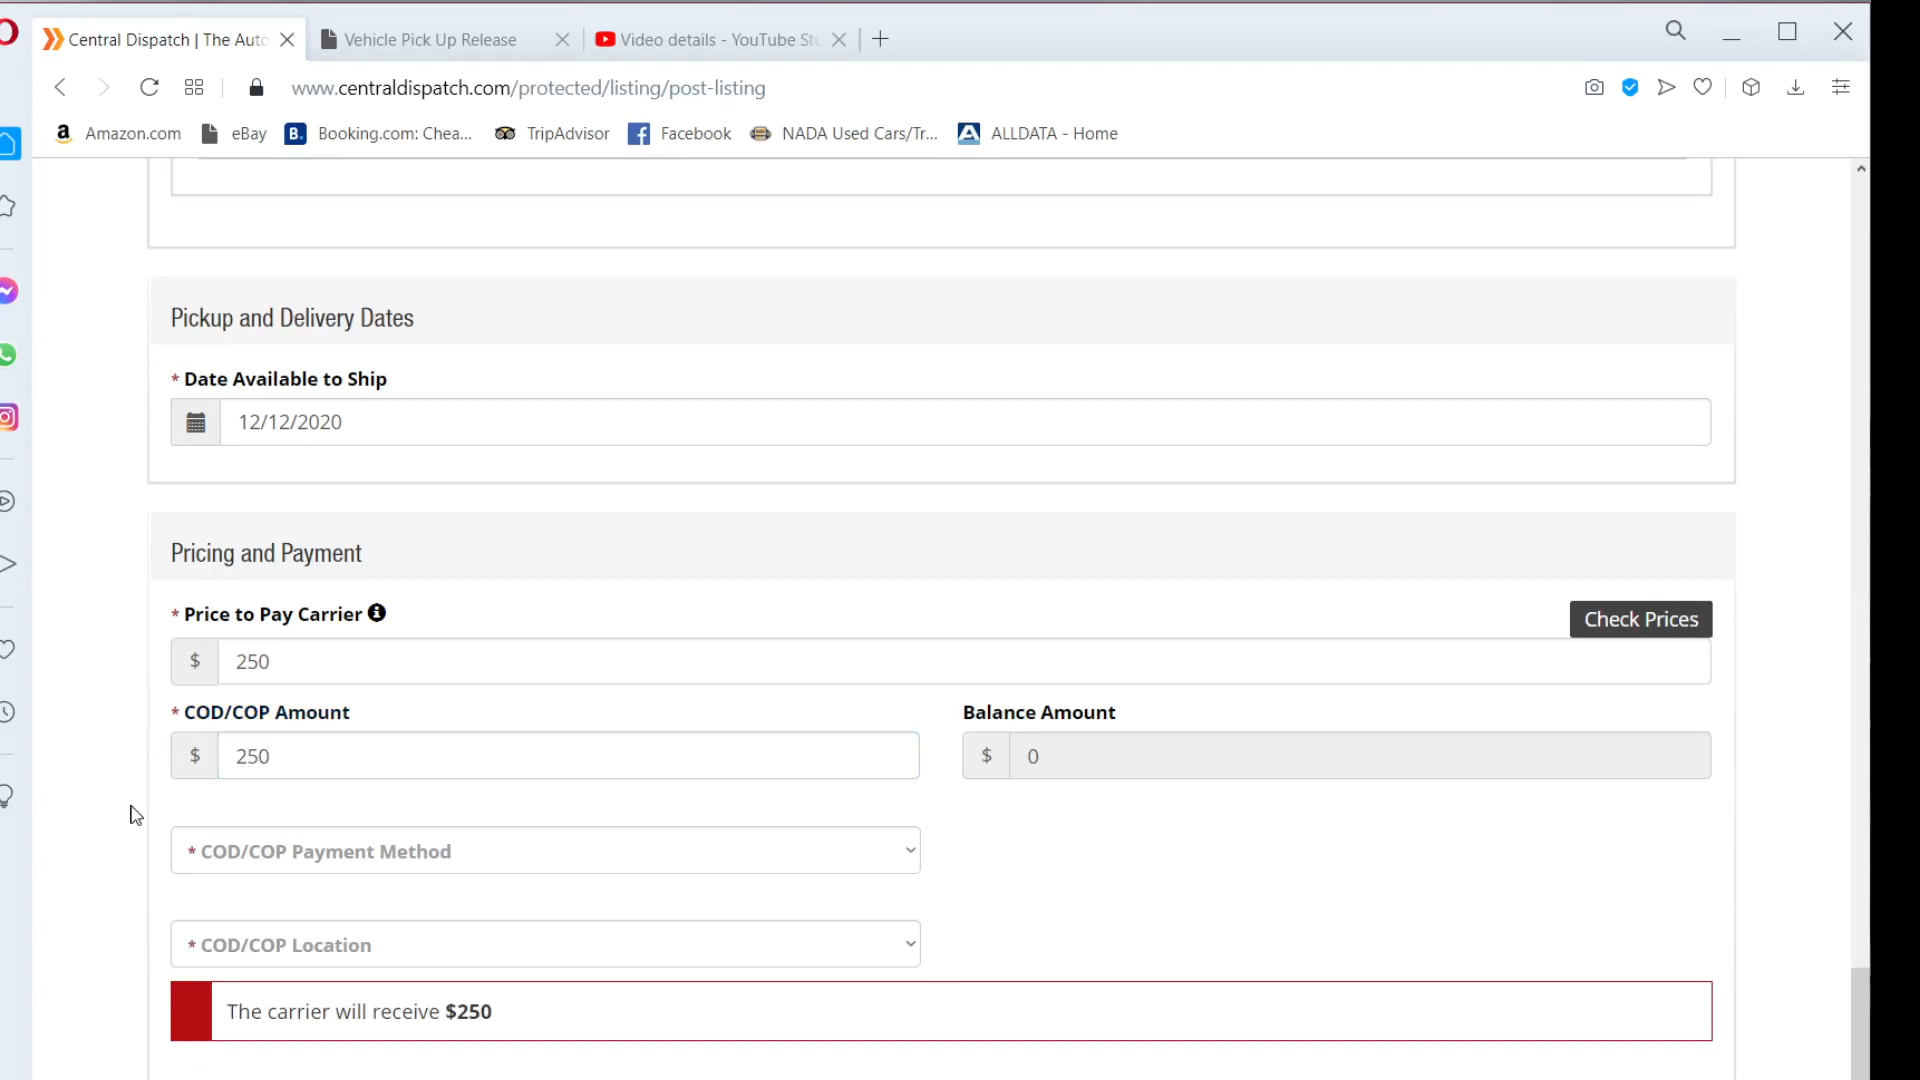 Central Dispatch | The Auto
Vehicle Pick Up Release
Video details - YouTube Stu
www.centraldispatch.com/protected/listing/post-listing
a Amazon.com
eBay
B. Booking.com: Chea...
TripAdvisor
Facebook
NADA Used Cars/Tr...
ALLDATA - Home
Pickup and Delivery Dates
* Date Available to Ship
12/12/2020
Pricing and Payment
* Price to Pay Carrier
Check Prices
$ 250
* COD/COP Amount
Balance Amount
$ 250
$ 0
* COD/COP Payment Method
* COD/COP Location
The carrier will receive $250